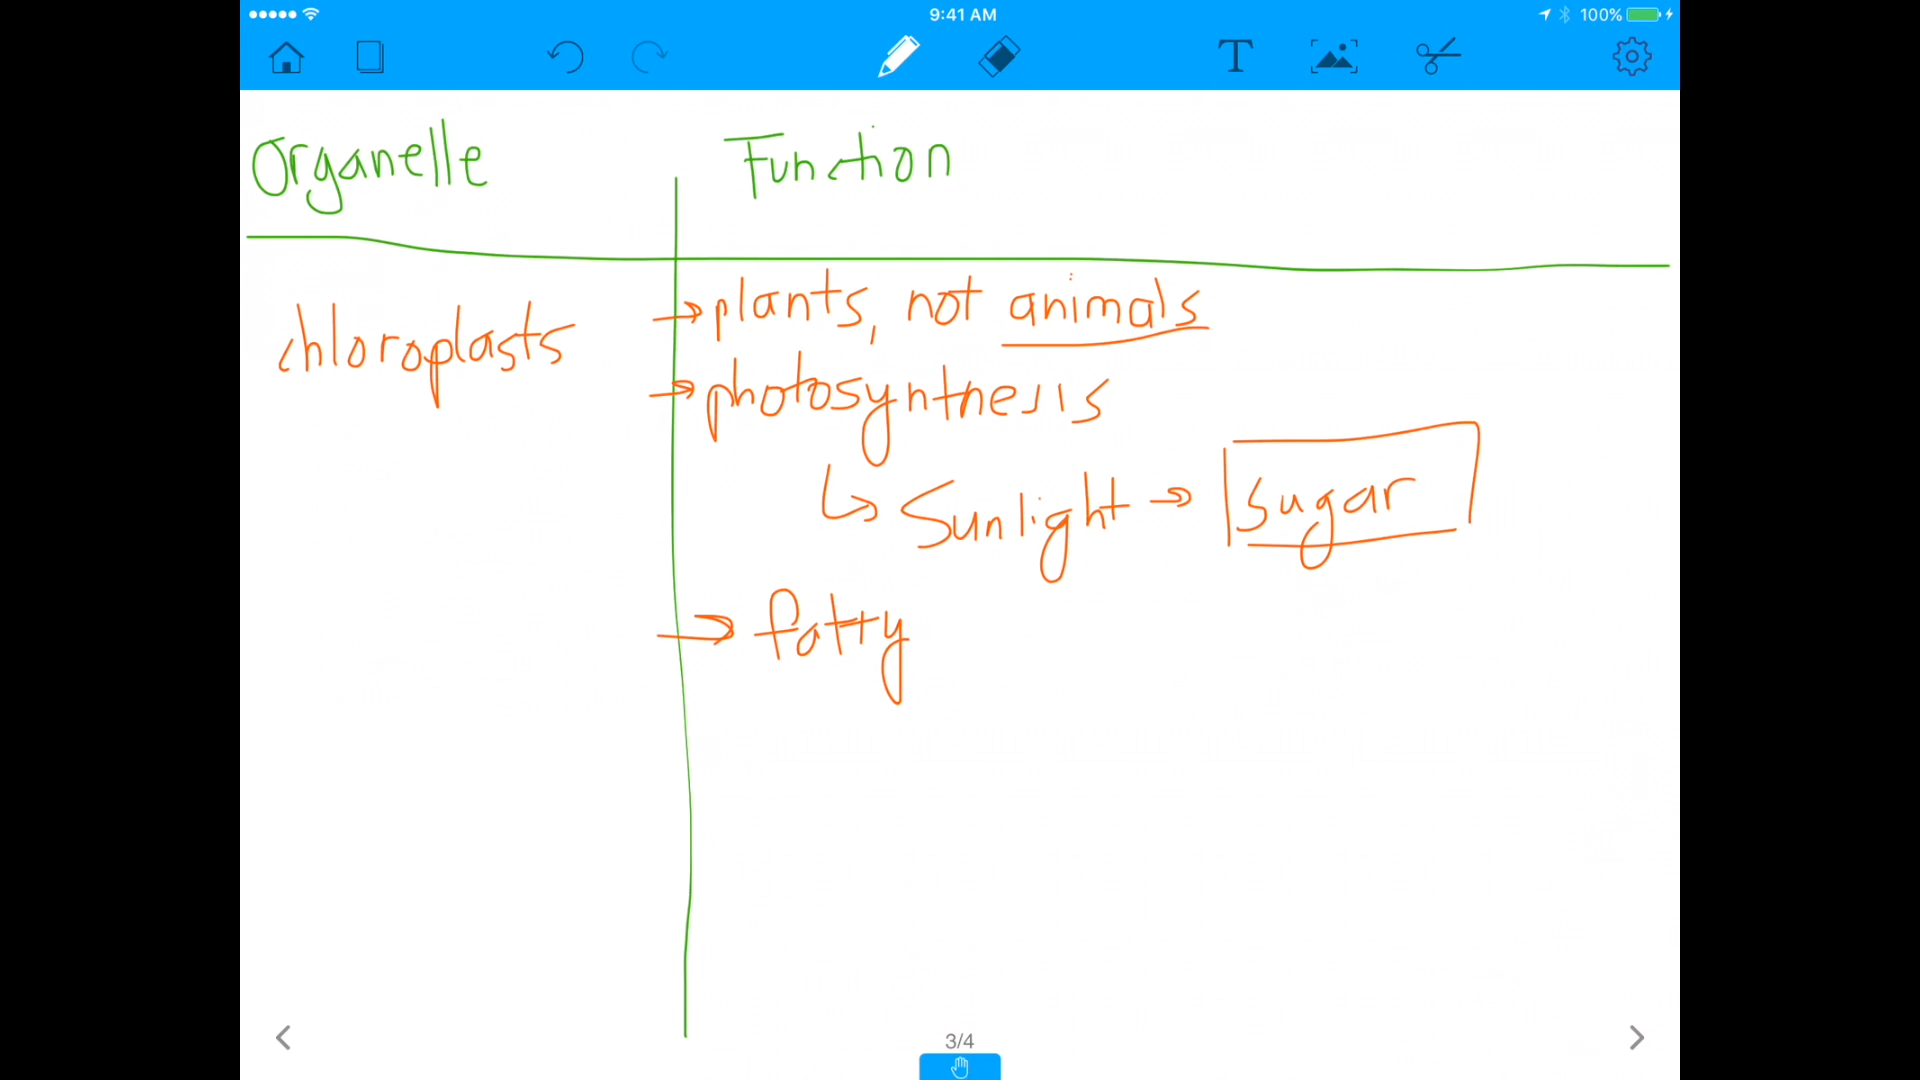 9:41 AM
100%
T
Organelle
Function
chloroplasts
→ plants, not animals
→ photosynthesis
↳ Sunlight → sugar
→ fatty
3/4